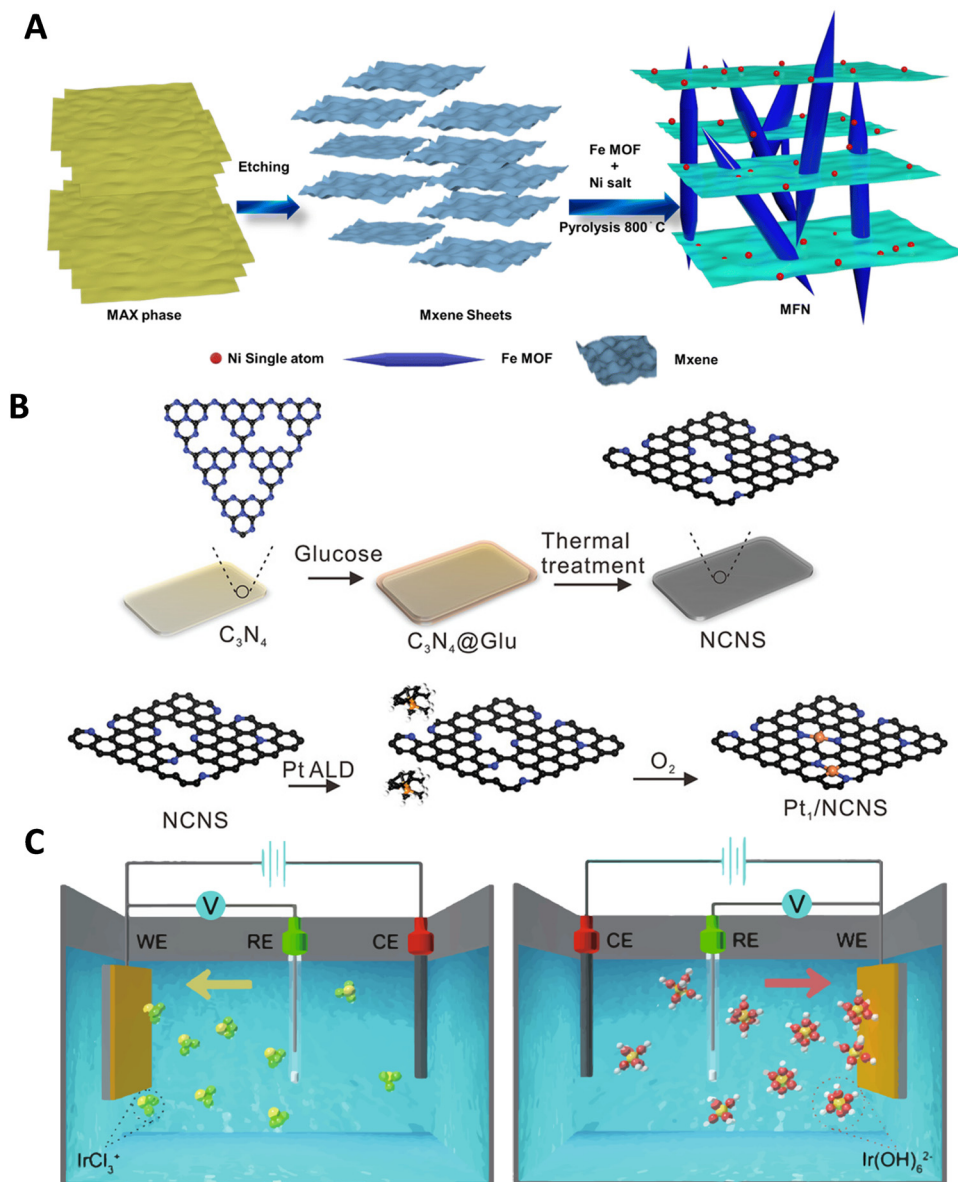 A
Etching
Fe MOF
+
Ni salt
Pyrolysis 800˚C
MAX phase
Mxene Sheets
MFN
Ni Single atom
Fe MOF
Mxene
B
Glucose
Thermal
treatment
C₃N₄
C₃N₄@Glu
NCNS
Pt ALD
O₂
NCNS
Pt₁/NCNS
C
V
WE
RE
CE
IrCl₃⁺
V
CE
RE
WE
Ir(OH)₆²⁻